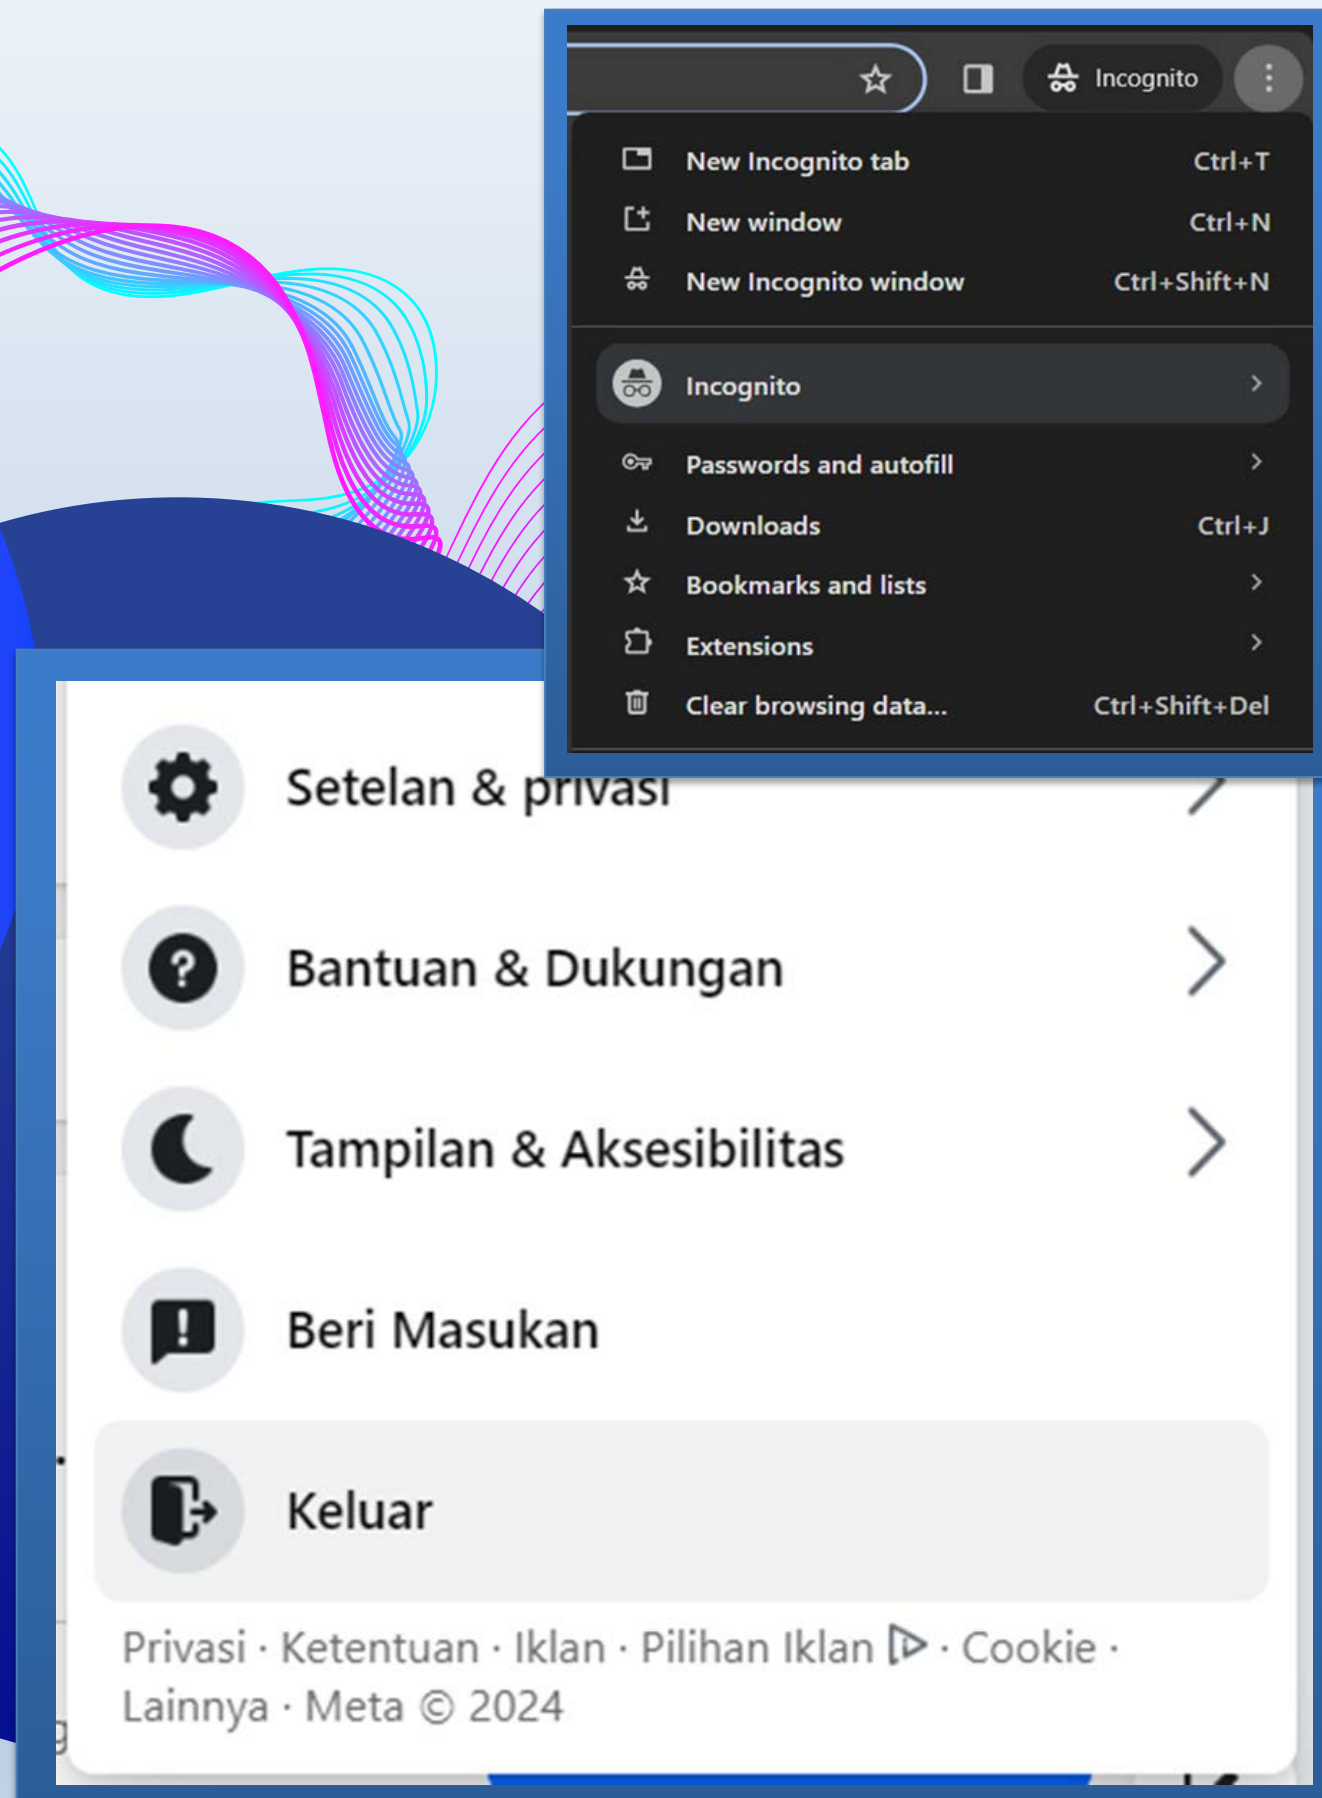 Incognito
New Incognito tab Ctrl+T
New window Ctrl+N
New Incognito window Ctrl+Shift+N
Incognito
Passwords and autofill
Downloads Ctrl+J
Bookmarks and lists
Extensions
Clear browsing data... Ctrl+Shift+Del
Setelan & privasi
Bantuan & Dukungan
Tampilan & Aksesibilitas
Beri Masukan
Keluar
Privasi · Ketentuan · Iklan · Pilihan Iklan · Cookie ·
Lainnya · Meta © 2024